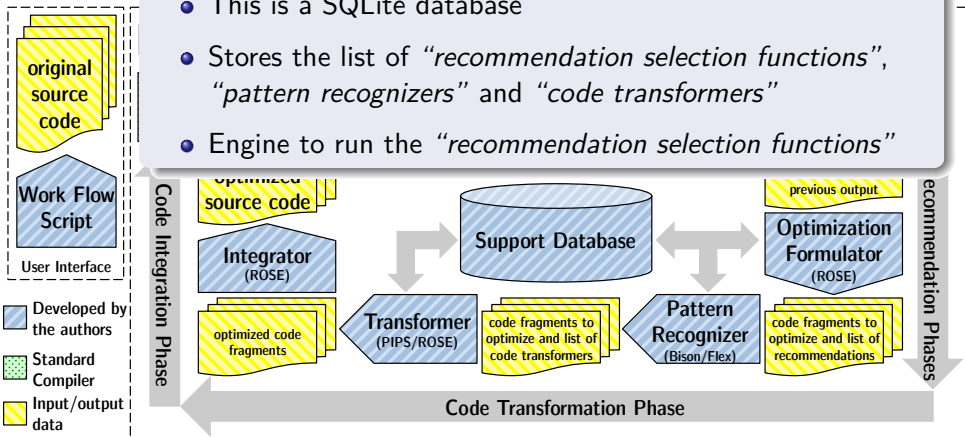 This is a SQLite database
Stores the list of “recommendation selection functions”,
“pattern recognizers” and “code transformers”
Engine to run the “recommendation selection functions”
original
source
code
Work Flow
Script
User Interface
Developed by
the authors
Standard
Compiler
Input/output
data
Code Integration Phase
optimized
source code
Integrator
(ROSE)
optimized code
fragments
Transformer
(PIPS/ROSE)
Support Database
code fragments to
optimize and list of
code transformers
Pattern
Recognizer
(Bison/Flex)
previous output
Optimization
Formulator
(ROSE)
code fragments to
optimize and list of
recommendations
ecommendation Phases
Code Transformation Phase